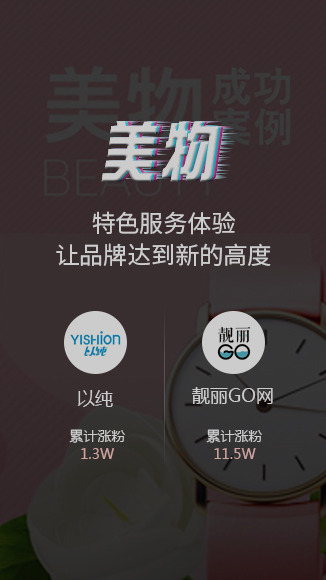 美物成功
案例
BEAUTY
美物
特色服务体验
让品牌达到新的高度
YISHION
以纯
靓丽
GO
以纯
靓丽GO网
累计涨粉
累计涨粉
1.3W
11.5W